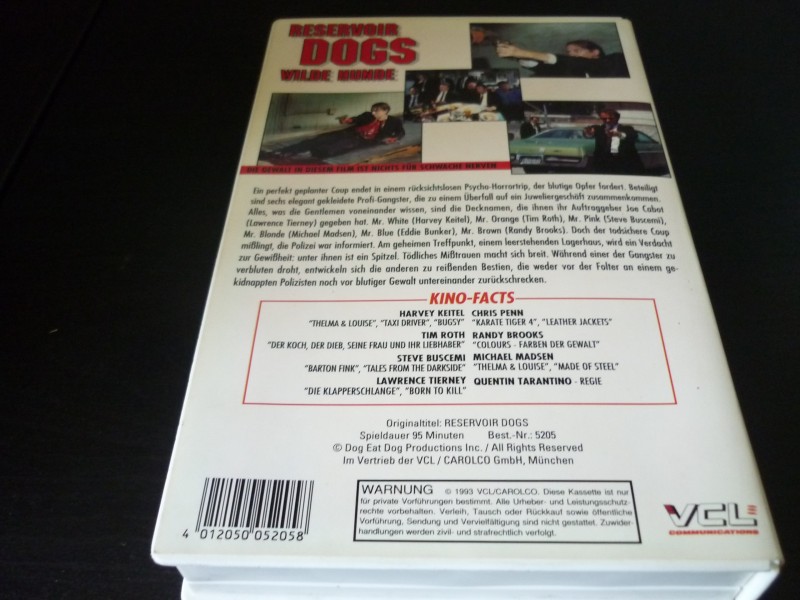 RESERVOIR
DOGS
WILDE HUNDE
DIE GEWALT IN DIESEM FILM IST NICHTS FÜR SCHWACHE NERVEN
Ein perfekt geplanter Coup endet in einem rücksichtslosen Psycho-Horrortrip, der blutige Opfer fordert. Beteiligt
sind sechs elegant gekleidete Profi-Gangster, die zu einem Überfall auf ein Juweliergeschäft zusammenkommen.
Alles, was die Gentlemen voneinander wissen, sind die Decknamen, die ihnen ihr Auftraggeber Joe Cabot
(Lawrence Tierney) gegeben hat. Mr. White (Harvey Keitel), Mr. Orange (Tim Roth), Mr. Pink (Steve Buscemi),
Mr. Blonde (Michael Madsen), Mr. Blue (Eddie Bunker), Mr. Brown (Randy Brooks). Doch der todsichere Coup
mißlingt, die Polizei war informiert. Am geheimen Treffpunkt, einem leerstehenden Lagerhaus, wird ein Verdacht
zur Gewißheit: unter ihnen ist ein Spitzel. Tödliches Mißtrauen macht sich breit. Während einer der Gangster zu
verbluten droht, entwickeln sich die anderen zu reißenden Bestien, die weder vor der Folter an einem ge-
kidnappten Polizisten noch vor blutiger Gewalt untereinander zurückschrecken.
KINO-FACTS
HARVEY KEITEL CHRIS PENN
"THELMA & LOUISE", "TAXI DRIVER", "BUGSY" "KARATE TIGER 4", "LEATHER JACKETS"
TIM ROTH RANDY BROOKS
"DER KOCH, DER DIEB, SEINE FRAU UND IHR LIEBHABER" "COLOURS - FARBEN DER GEWALT"
STEVE BUSCEMI MICHAEL MADSEN
"BARTON FINK", "TALES FROM THE DARKSIDE" "THELMA & LOUISE", "MADE OF STEEL"
LAWRENCE TIERNEY QUENTIN TARANTINO - REGIE
"DIE KLAPPERSCHLANGE", "BORN TO KILL"
Originaltitel: RESERVOIR DOGS
Spieldauer 95 Minuten Best.-Nr.: 5205
© Dog Eat Dog Productions Inc. / All Rights Reserved
Im Vertrieb der VCL / CAROLCO GmbH, München
WARNUNG © 1993 VCL/CAROLCO. Diese Kassette ist nur
für private Vorführungen bestimmt. Alle Urheber- und Leistungsschutz-
rechte vorbehalten. Verleih, Tausch oder Rückkauf sowie öffentliche
Vorführung, Sendung und Vervielfältigung sind nicht gestattet. Zuwider-
handlungen werden zivil- und strafrechtlich verfolgt.
4 012050 052058
VCL
COMMUNICATIONS